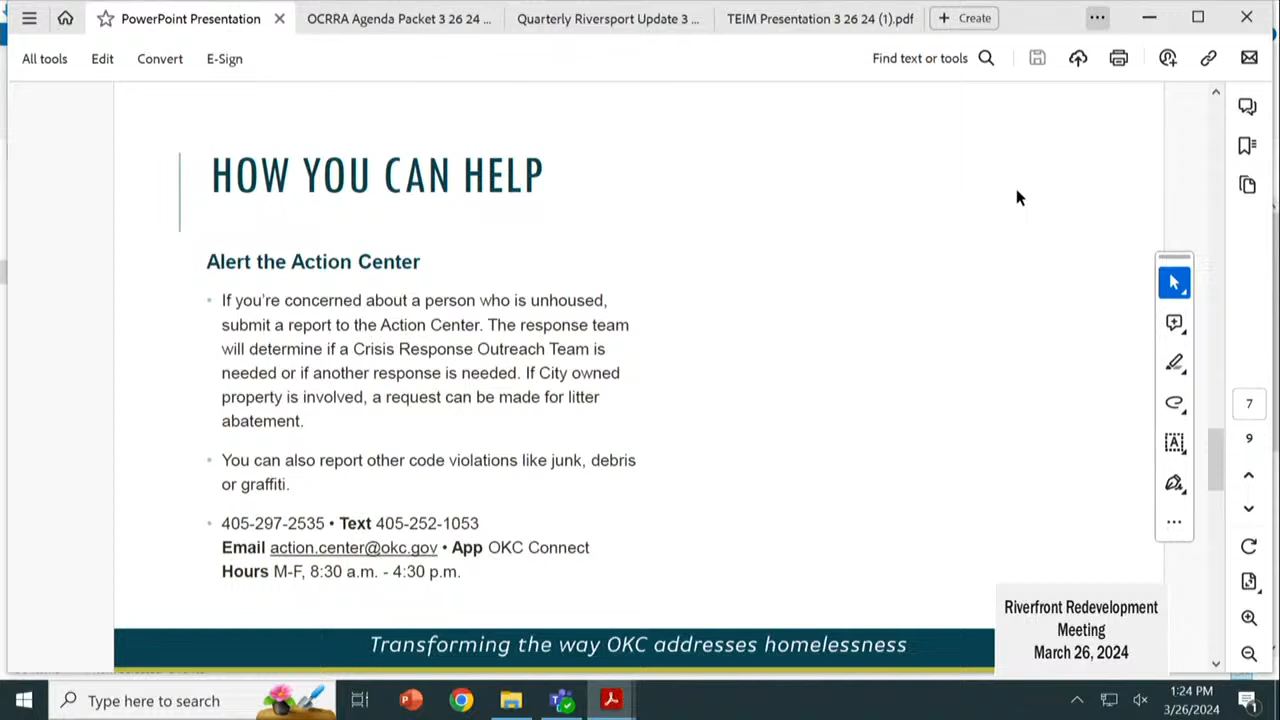 PowerPoint Presentation
OCRRA Agenda Packet 3 26 24 ...
Quarterly Riversport Update 3 ...
TEIM Presentation 3 26 24 (1).pdf
+ Create
All tools
Edit
Convert
E-Sign
Find text or tools
HOW YOU CAN HELP
Alert the Action Center
• If you're concerned about a person who is unhoused,
submit a report to the Action Center. The response team
will determine if a Crisis Response Outreach Team is
needed or if another response is needed. If City owned
property is involved, a request can be made for litter
abatement.
• You can also report other code violations like junk, debris
or graffiti.
• 405-297-2535 • Text 405-252-1053
Email action.center@okc.gov • App OKC Connect
Hours M-F, 8:30 a.m. - 4:30 p.m.
Transforming the way OKC addresses homelessness
7
9
Riverfront Redevelopment
Meeting
March 26, 2024
Type here to search
1:24 PM
3/26/2024
1